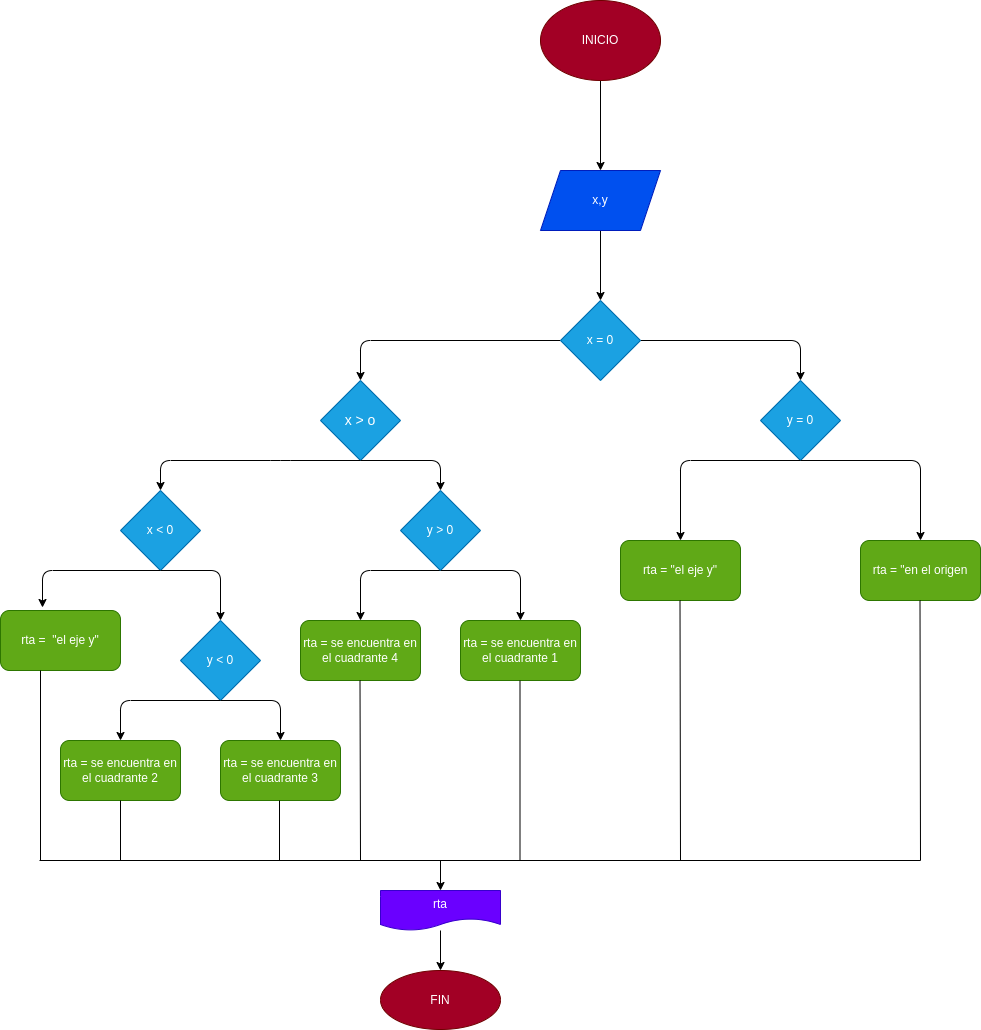 INICIO
x,y
x = 0
x > o
y = 0
x < 0
y > 0
rta = "el eje y"
rta = "en el origen
rta =  "el eje y"
y < 0
rta = se encuentra en
el cuadrante 4
rta = se encuentra en
el cuadrante 1
rta = se encuentra en
el cuadrante 2
rta = se encuentra en
el cuadrante 3
rta
FIN